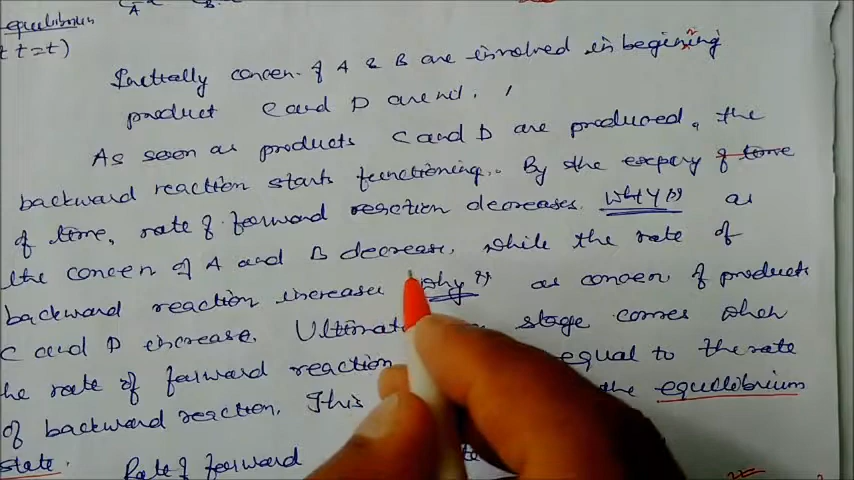 A B
equilibrium
t t=t)
Initially concen. of A & B are involved in begining
product C and D are nil.
As soon as products C and D are produced, the
backward reaction starts functioning. By the expery of time
of time, rate of forward reaction decreases. Why (?) as
the concen of A and B decrease, while the rate of
backward reaction increases why (?) as concen of products
C and D increase. stage comes when
he rate of forward reaction equal to the rate
of backward reaction. This the equilibrium
state. Rate of forward